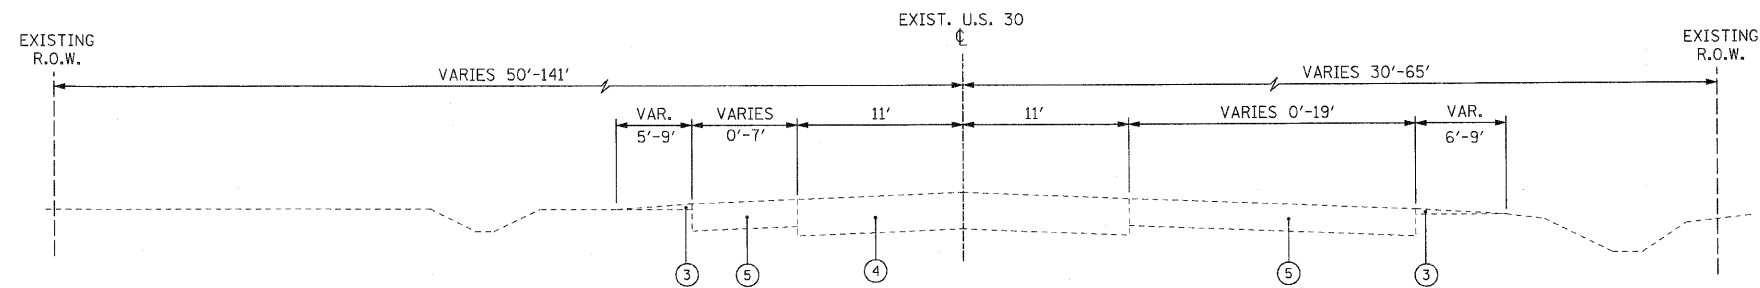 EXIST. U.S. 30
℄
EXISTING
R.O.W.
EXISTING
R.O.W.
VARIES 50'-141'
VARIES 30'-65'
VAR.
5'-9'
VARIES
0'-7'
11'
11'
VARIES 0'-19'
VAR.
6'-9'
3
5
4
5
3